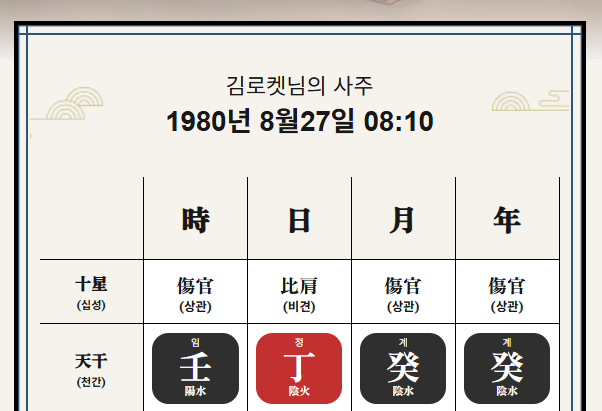 김로켓님의 사주
1980년 8월27일 08:10
時 日 月 年
十星 傷官 比肩 傷官 傷官
(십성) (상관) (비견) (상관) (상관)
임 정 계 계
天干 壬 丁 癸 癸
(천간) 陽水 陰火 陰水 陰水